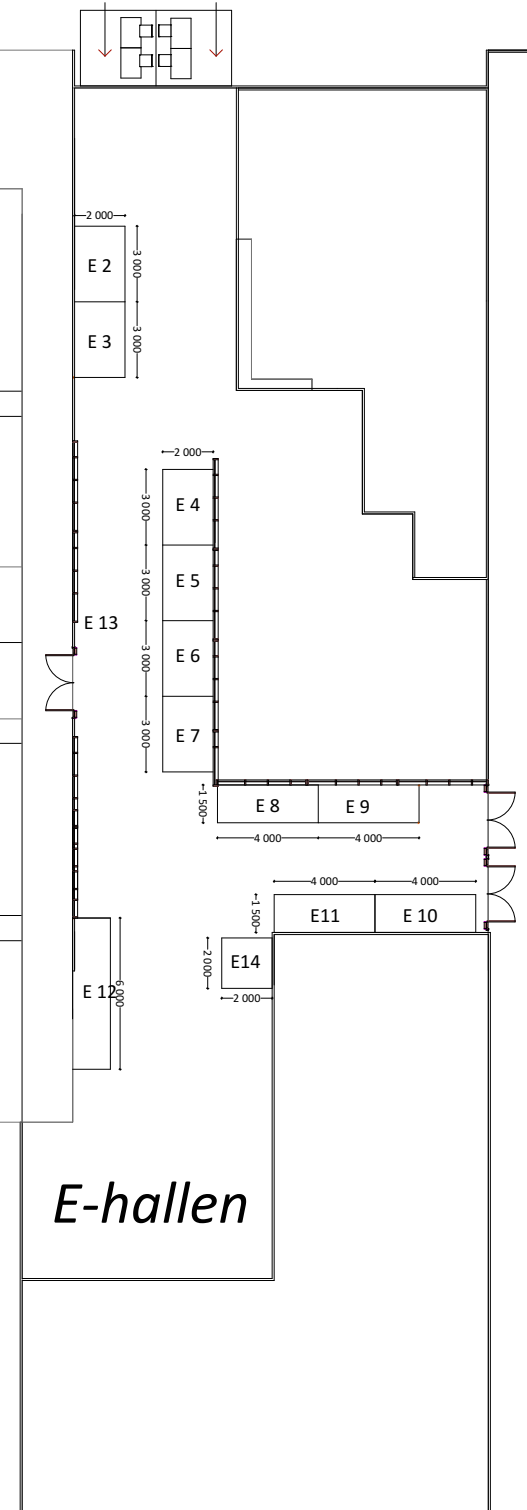 2 000
E 2
3 000
E 3
3 000
2 000
E 4
3 000
E 5
3 000
E 13
E 6
3 000
E 7
3 000
1 500
E 8
E 9
4 000
4 000
4 000
4 000
1 500
E11
E 10
E14
2 000
2 000
E 12
6 000
E-hallen